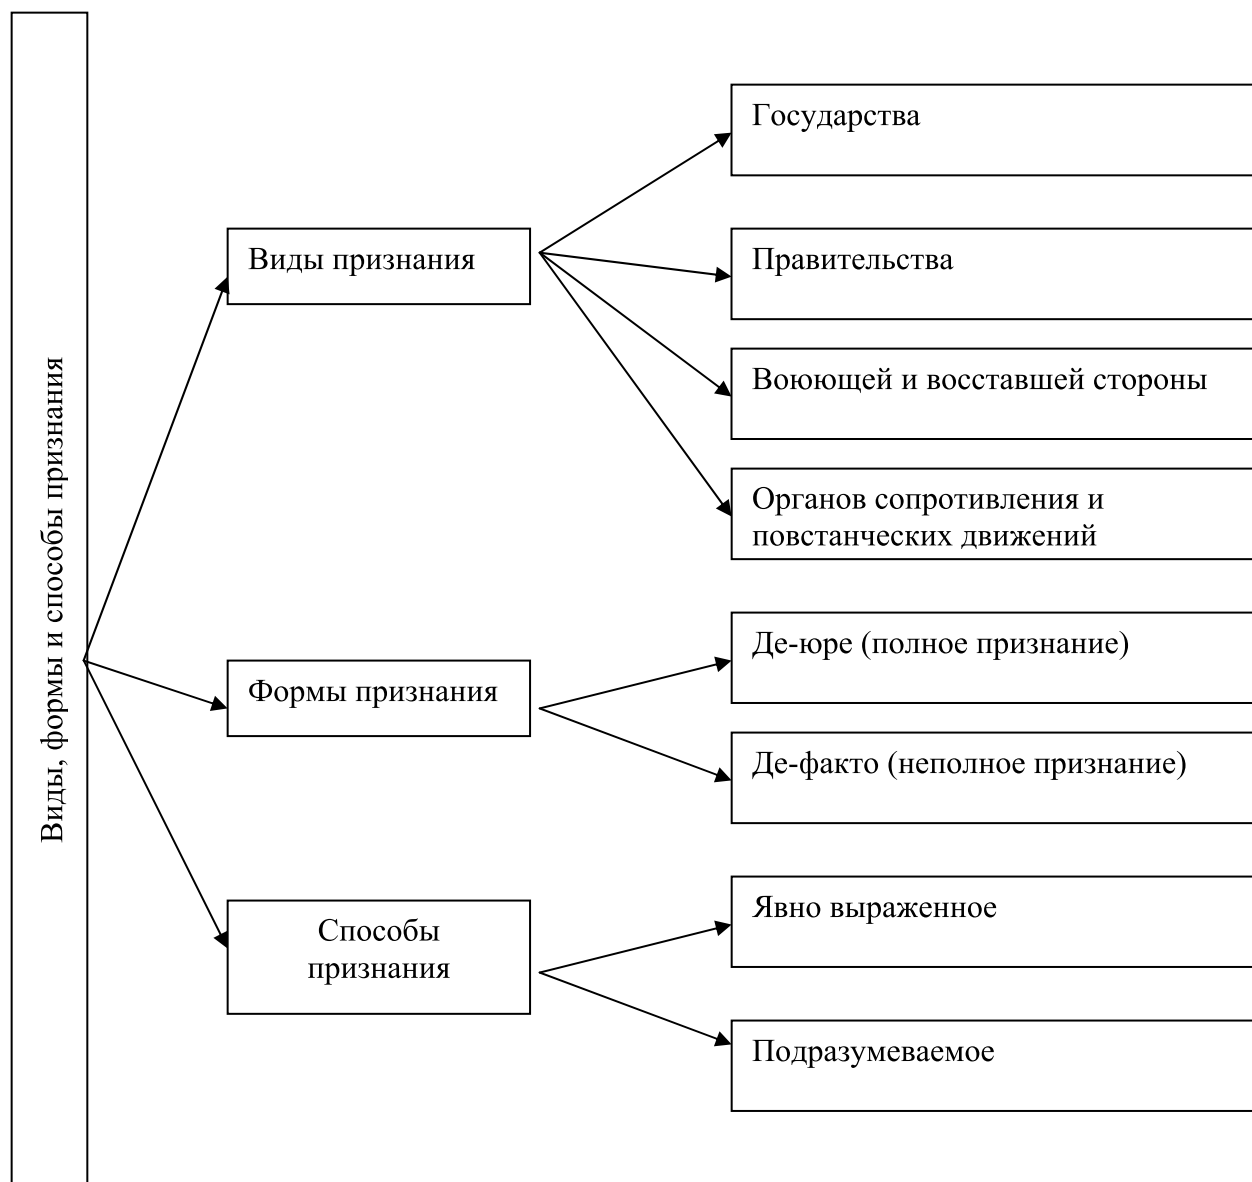 Виды, формы и способы признания
Виды признания
Государства
Правительства
Воюющей и восставшей стороны
Органов сопротивления и
повстанческих движений
Формы признания
Де-юре (полное признание)
Де-факто (неполное признание)
Способы
признания
Явно выраженное
Подразумеваемое